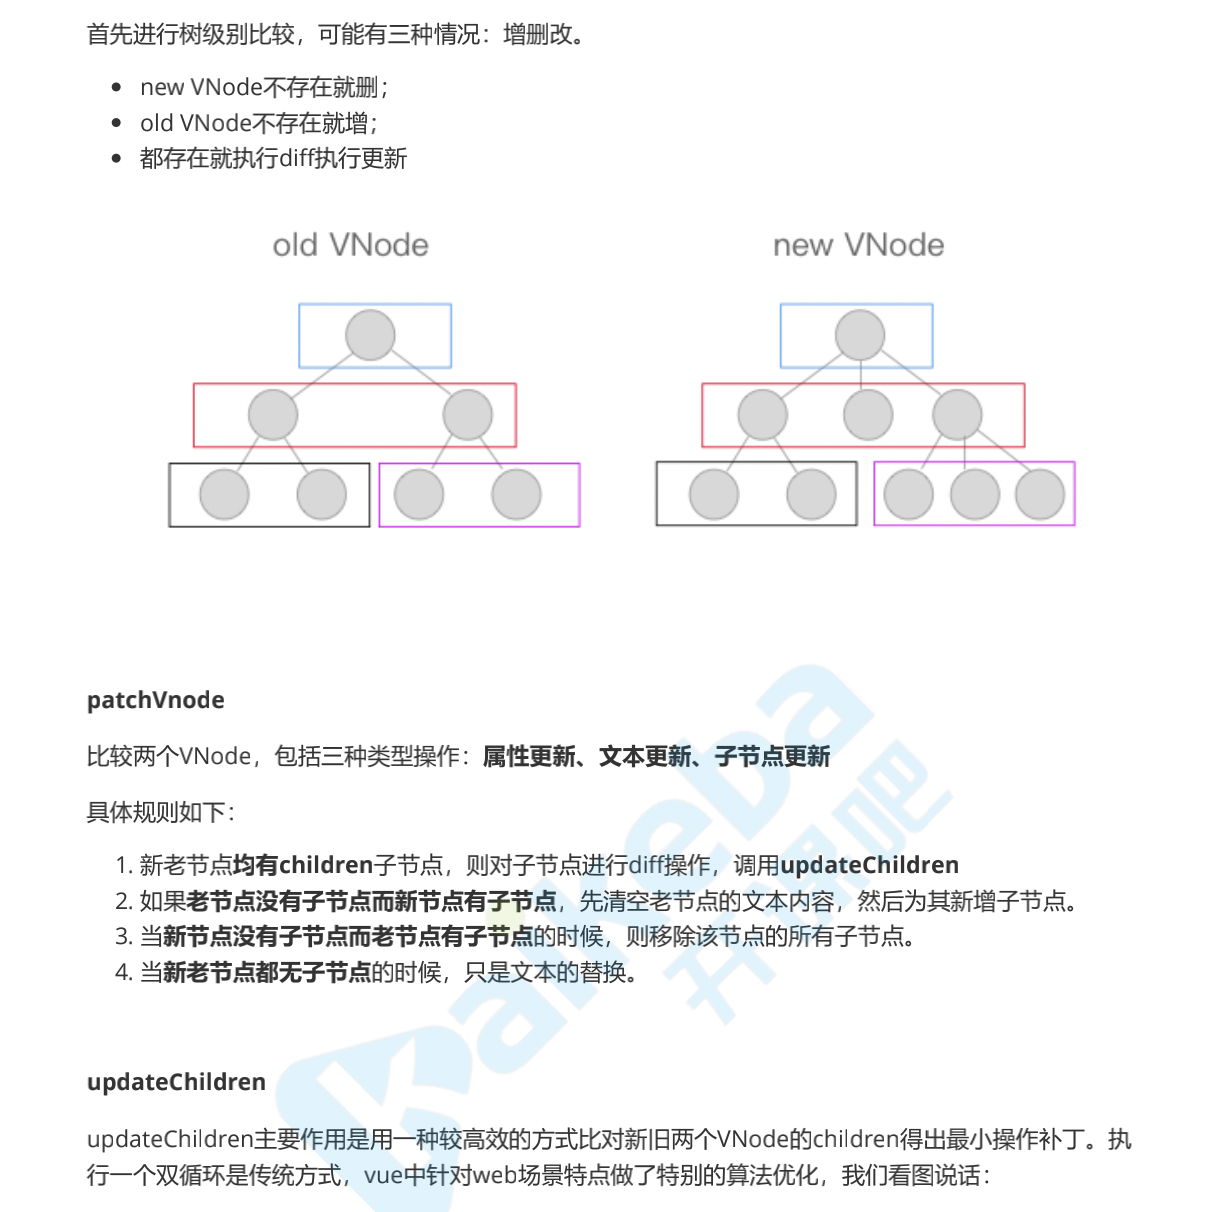 首先进行树级别比较，可能有三种情况：增删改。
new VNode不存在就删；
old VNode不存在就增；
都存在就执行diff执行更新
old VNode
new VNode
patchVnode
比较两个VNode，包括三种类型操作：属性更新、文本更新、子节点更新
具体规则如下：
1. 新老节点均有children子节点，则对子节点进行diff操作，调用updateChildren
2. 如果老节点没有子节点而新节点有子节点，先清空老节点的文本内容，然后为其新增子节点。
3. 当新节点没有子节点而老节点有子节点的时候，则移除该节点的所有子节点。
4. 当新老节点都无子节点的时候，只是文本的替换。
updateChildren
updateChildren主要作用是用一种较高效的方式比对新旧两个VNode的children得出最小操作补丁。执
行一个双循环是传统方式，vue中针对web场景特点做了特别的算法优化，我们看图说话：
Kaikeba
开课吧